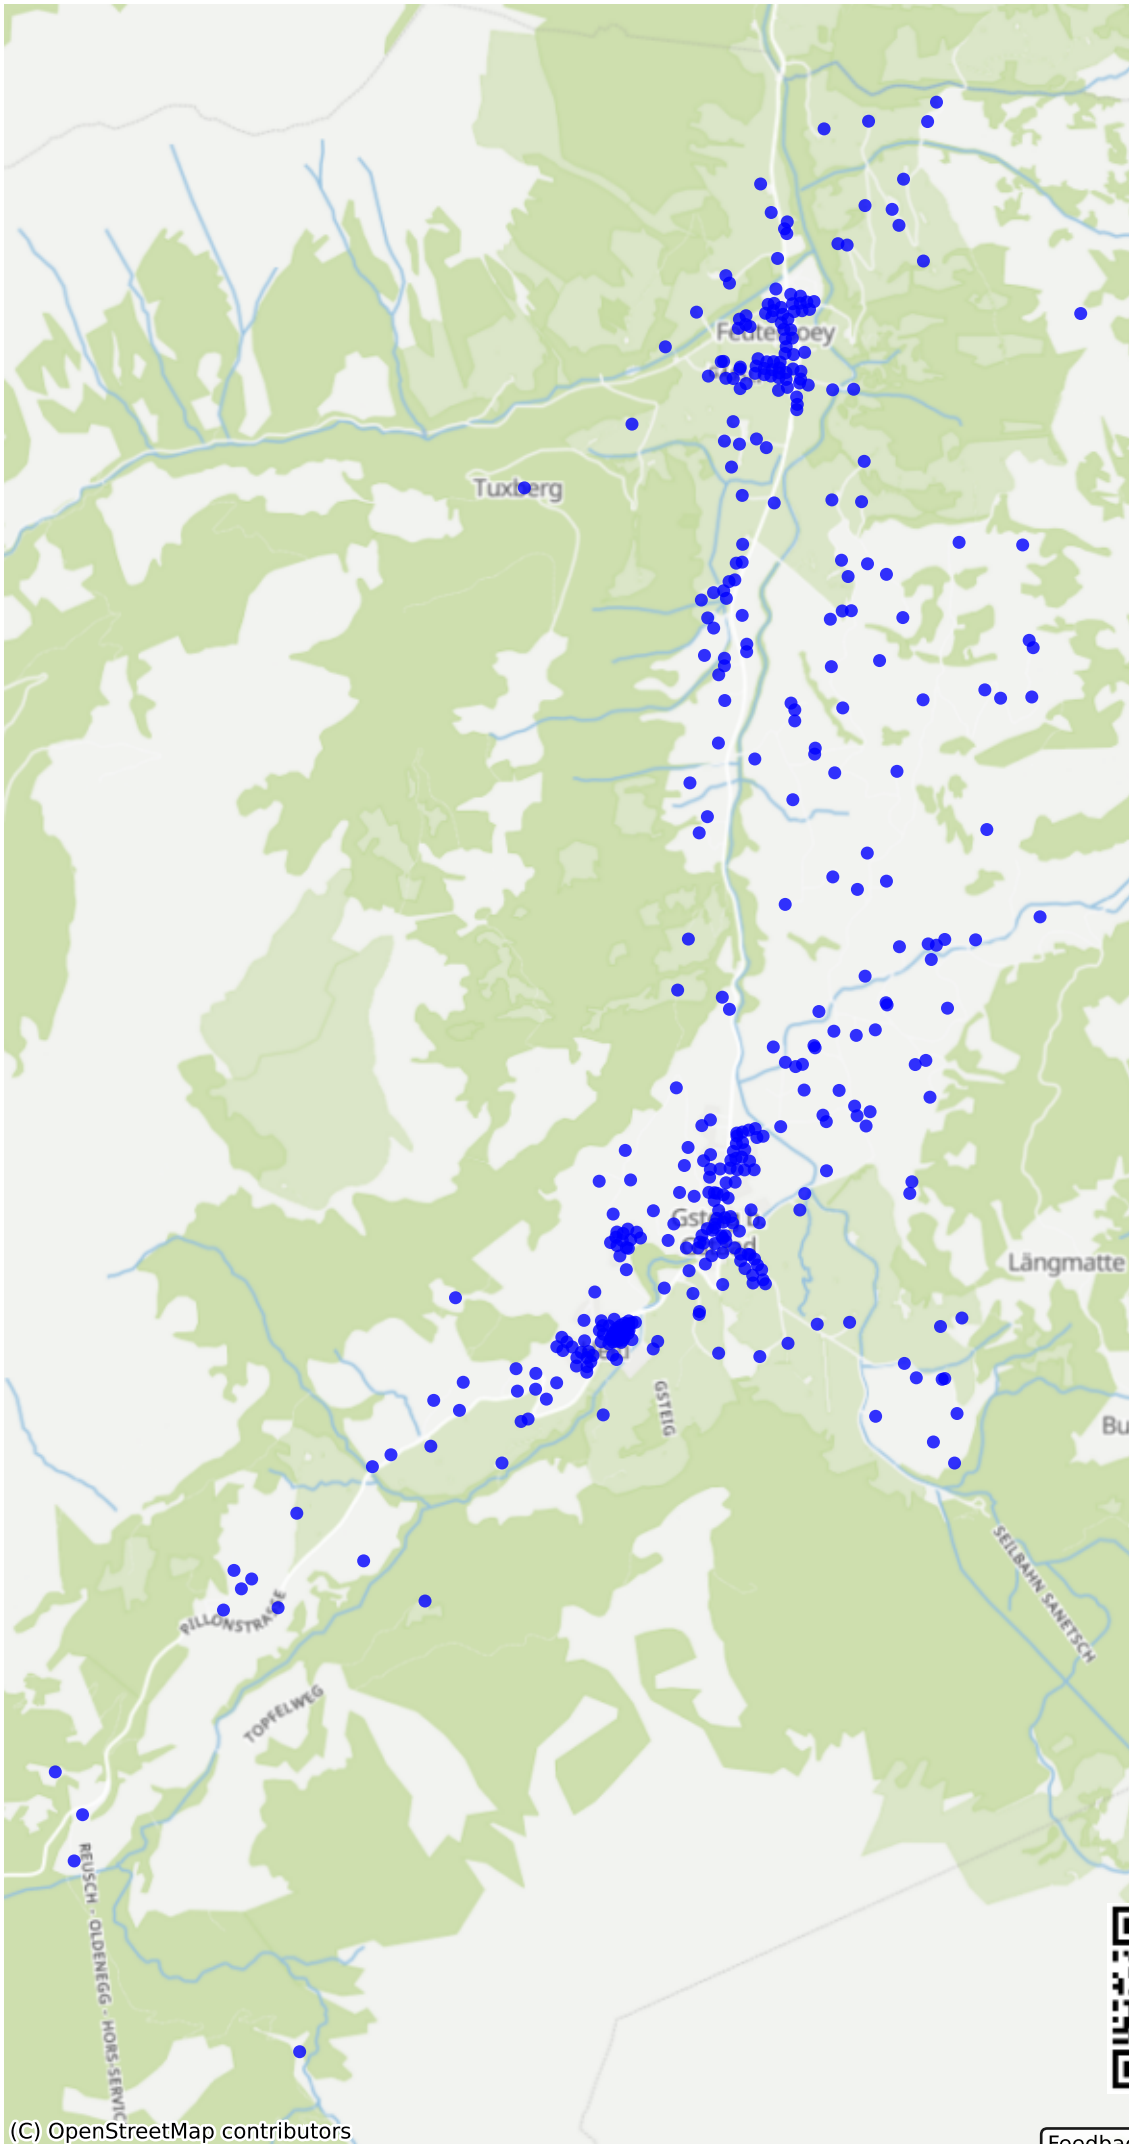 Tuxberg
Längmatte
GSTEIG
SEILBAHN SANETSCH
PILLONSTRASSE
TOPFELWEG
REUSCH - OLDENEGG - HORS-SERVIC
(C) OpenStreetMap contributors